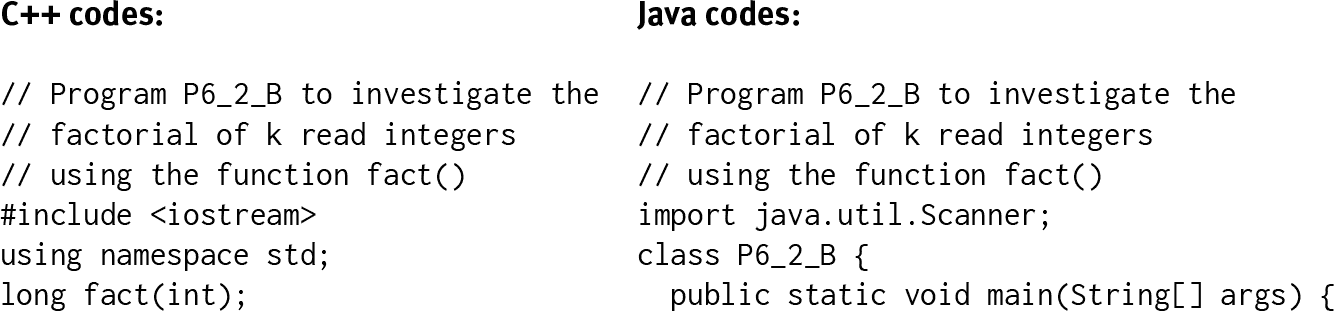 C++ codes:
// Program P6_2_B to investigate the
// factorial of k read integers
// using the function fact()
#include <iostream>
using namespace std;
long fact(int);
Java codes:
// Program P6_2_B to investigate the
// factorial of k read integers
// using the function fact()
import java.util.Scanner;
class P6_2_B {
  public static void main(String[] args) {